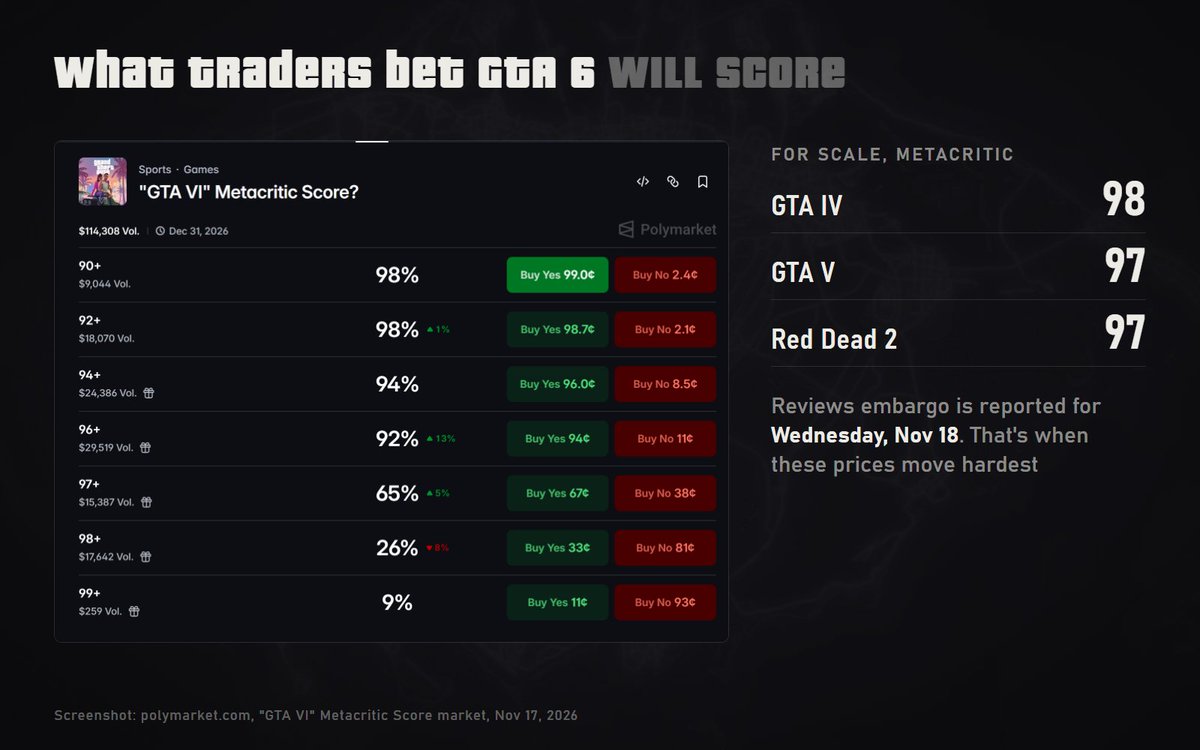 What traders bet GTA 6 will score
Sports · Games
"GTA VI" Metacritic Score?
$114,308 Vol. Dec 31, 2026
Polymarket
90+
$9,044 Vol.
98%
Buy Yes 99.0¢
Buy No 2.4¢
92+
$18,070 Vol.
98% ▲1%
Buy Yes 98.7¢
Buy No 2.1¢
94+
$24,386 Vol.
94%
Buy Yes 96.0¢
Buy No 8.5¢
96+
$29,519 Vol.
92% ▲13%
Buy Yes 94¢
Buy No 11¢
97+
$15,387 Vol.
65% ▲5%
Buy Yes 67¢
Buy No 38¢
98+
$17,642 Vol.
26% ▼8%
Buy Yes 33¢
Buy No 81¢
99+
$259 Vol.
9%
Buy Yes 11¢
Buy No 93¢
FOR SCALE, METACRITIC
GTA IV 98
GTA V 97
Red Dead 2 97
Reviews embargo is reported for
Wednesday, Nov 18. That's when
these prices move hardest
Screenshot: polymarket.com, "GTA VI" Metacritic Score market, Nov 17, 2026